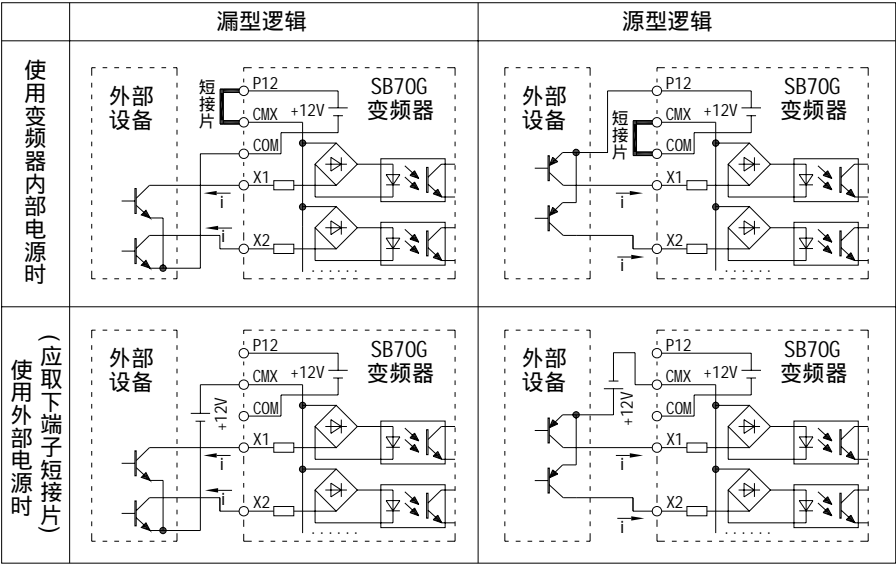 漏型逻辑
源型逻辑
使用变频器内部电源时
外部
设备
短接片
P12
CMX
+12V
COM
X1
i
i
X2
SB70G
变频器
......
外部
设备
短接片
P12
CMX
+12V
COM
X1
i
X2
i
SB70G
变频器
......
使用外部电源时
(应取下端子短接片)
外部
设备
+12V
P12
CMX
+12V
COM
X1
i
i
X2
SB70G
变频器
......
外部
设备
+12V
P12
CMX
+12V
COM
X1
i
X2
i
SB70G
变频器
......